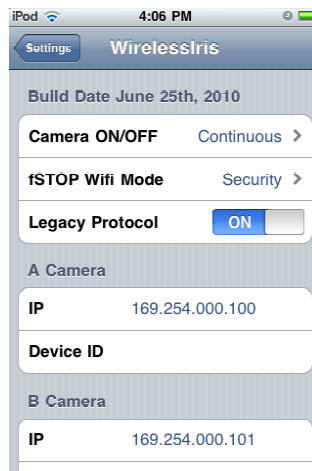 iPod 4:06 PM
Settings WirelessIris
Build Date June 25th, 2010
Camera ON/OFF Continuous
fSTOP Wifi Mode Security
Legacy Protocol ON
A Camera
IP 169.254.000.100
Device ID
B Camera
IP 169.254.000.101